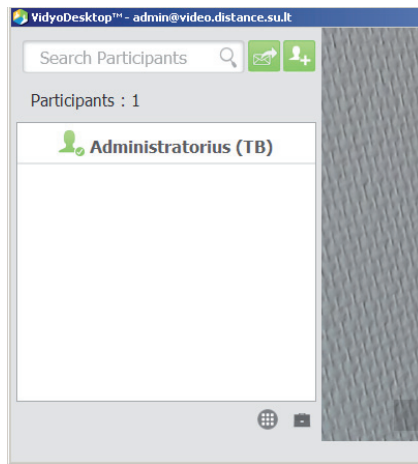 VidyoDesktop™ - admin@video.distance.su.lt
Search Participants
Participants : 1
Administratorius (TB)